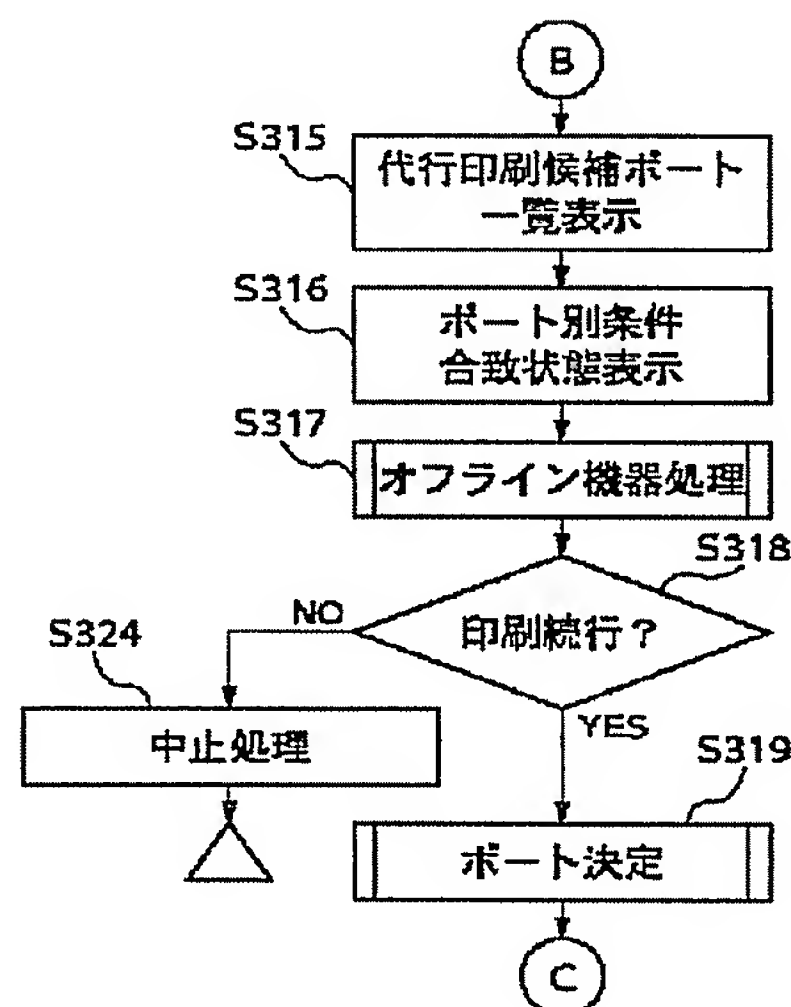 B
S315
代行印刷候補ポート
一覧表示
S316
ポート別条件
合致状態表示
S317
オフライン機器処理
S318
印刷続行？
NO
YES
S324
中止処理
S319
ポート決定
C